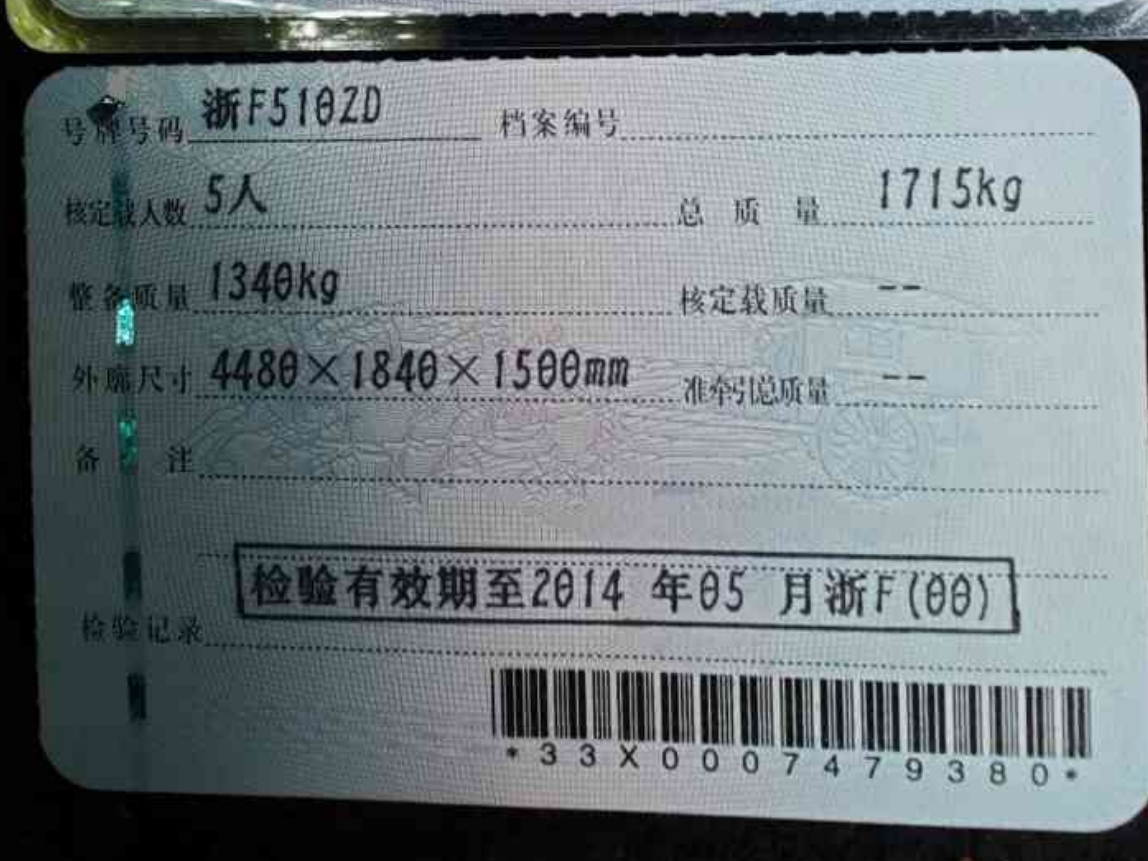 号牌号码 浙F510ZD 档案编号
核定载人数 5人 总质量 1715kg
整备质量 1340kg 核定载质量 --
外廓尺寸 4480×1840×1500mm 准牵引总质量 --
备注
检验有效期至2014 年05 月浙F(00)
检验记录
*33X0007479380*